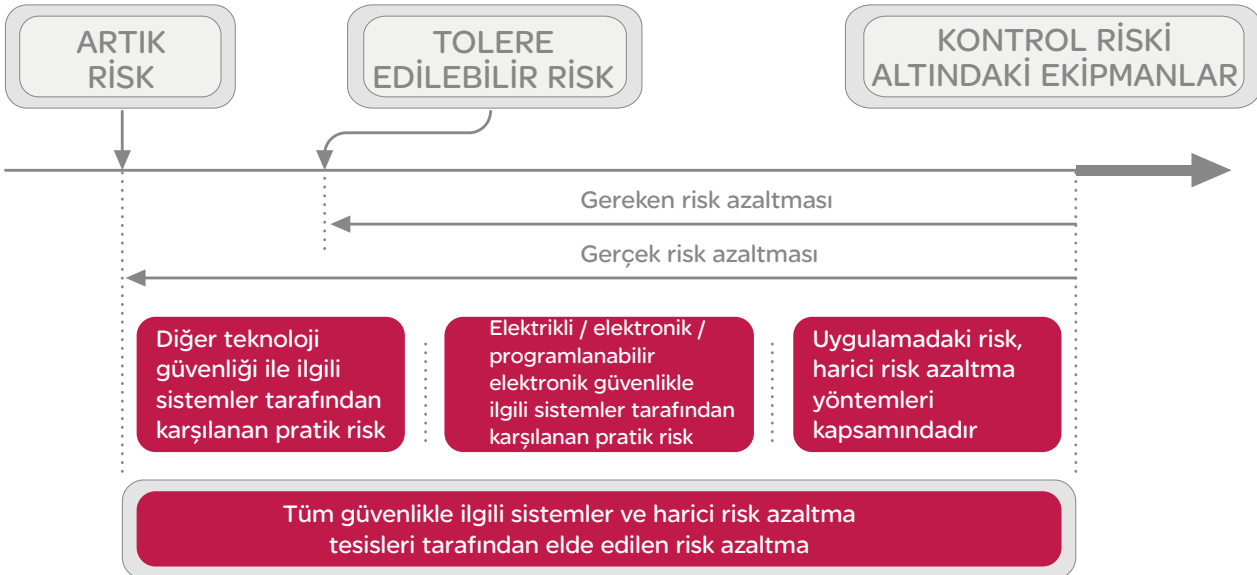 ARTIK
RİSK
TOLERE
EDİLEBİLİR RİSK
KONTROL RİSKİ
ALTINDAKİ EKİPMANLAR
Gereken risk azaltması
Gerçek risk azaltması
Diğer teknoloji
güvenliği ile ilgili
sistemler tarafından
karşılanan pratik risk
Elektrikli / elektronik /
programlanabilir
elektronik güvenlikle
ilgili sistemler tarafından
karşılanan pratik risk
Uygulamadaki risk,
harici risk azaltma
yöntemleri
kapsamındadır
Tüm güvenlikle ilgili sistemler ve harici risk azaltma
tesisleri tarafından elde edilen risk azaltma